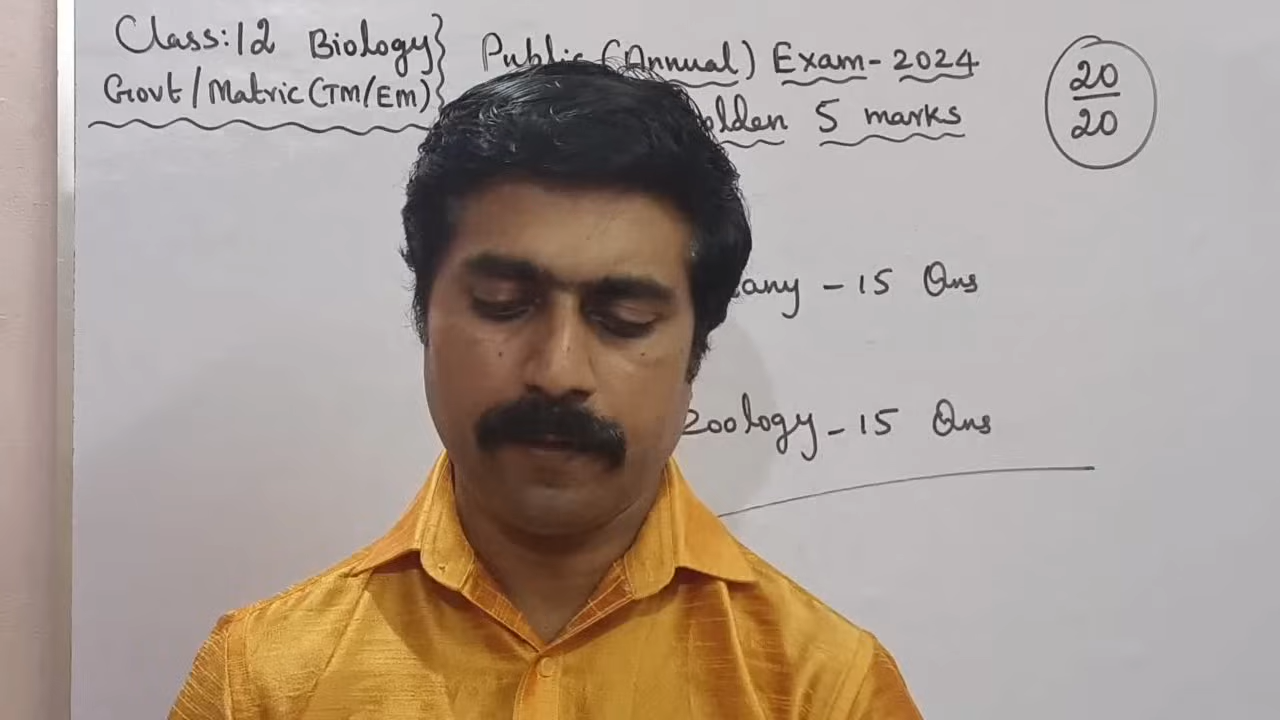 Class:12 Biology}
Govt/Matric(TM/EM)}
Public (Annual) Exam-2024
5 marks
20
20
- 15 Qns
Zoology - 15 Qns